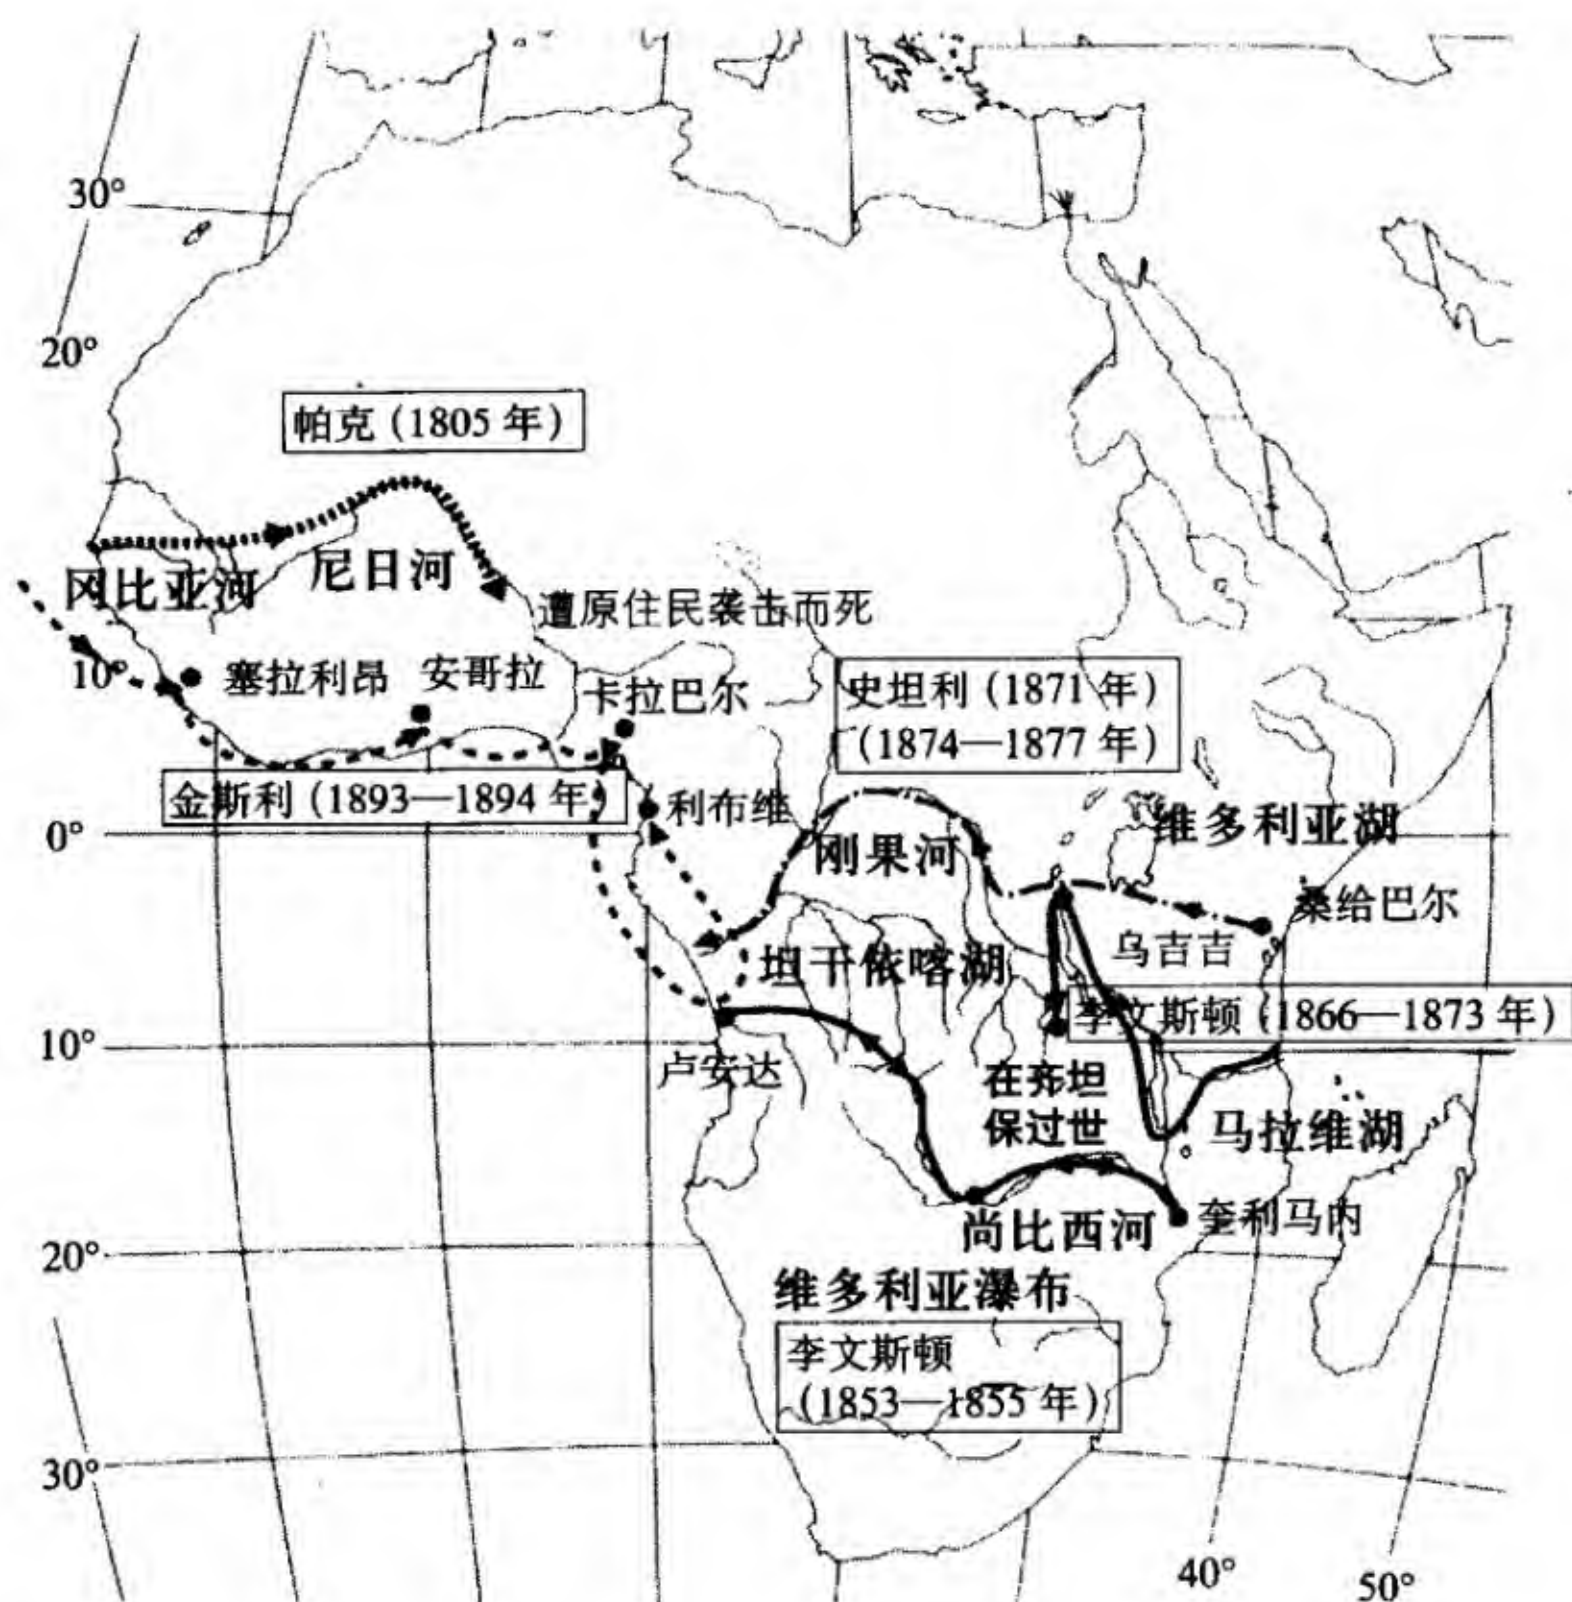 30°
20°
帕克（1805 年）
冈比亚河
尼日河
遭原住民袭击而死
10°
塞拉利昂
安哥拉
卡拉巴尔
史坦利（1871 年）
（1874—1877 年）
金斯利（1893—1894 年）
利布维
0°
刚果河
维多利亚湖
桑给巴尔
乌吉吉
坦干依喀湖
李文斯顿（1866—1873 年）
10°
卢安达
在齐坦
保过世
马拉维湖
奎利马内
尚比西河
20°
维多利亚瀑布
李文斯顿
（1853—1855 年）
30°
40°
50°